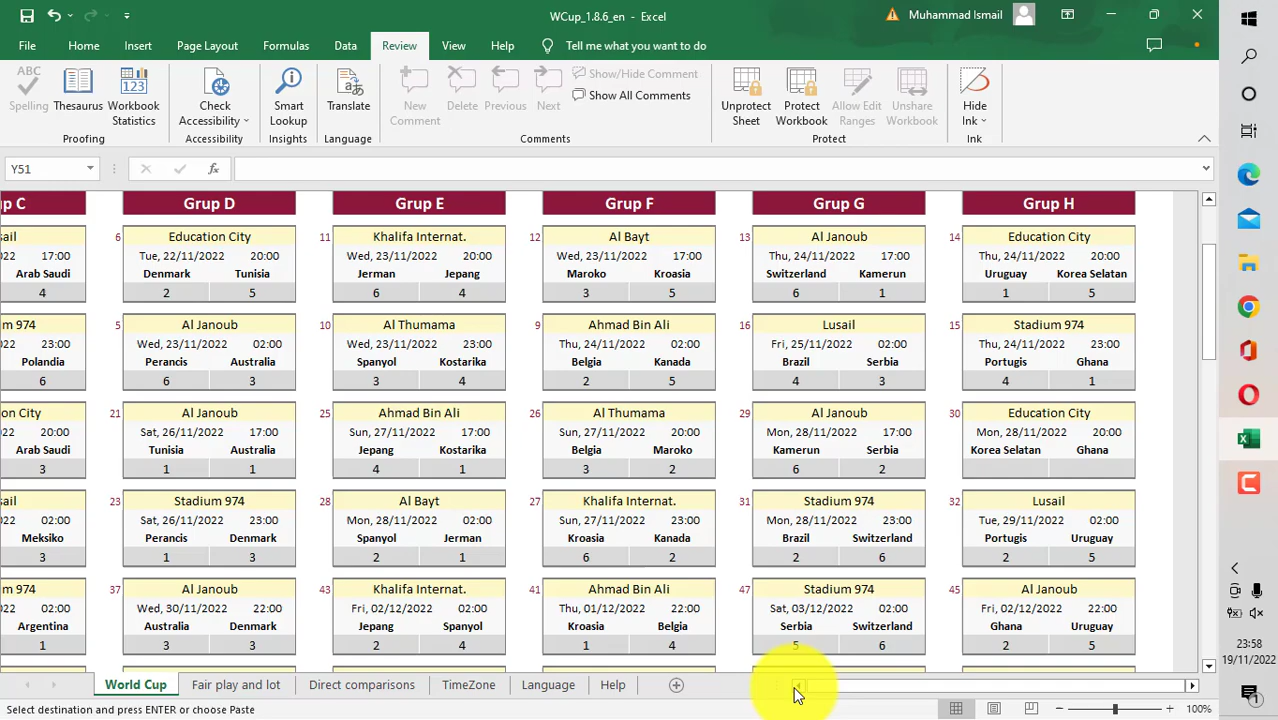 WCup_1.8.6_en - Excel
Muhammad Ismail
File Home Insert Page Layout Formulas Data Review View Help Tell me what you want to do
ABC
Spelling
Thesaurus
123
Workbook Statistics
Check Accessibility
Smart Lookup
Translate
New Comment
Delete
Previous
Next
Show/Hide Comment
Show All Comments
Unprotect Sheet
Protect Workbook
Allow Edit Ranges
Unshare Workbook
Hide Ink
Proofing Accessibility Insights Language Comments Protect Ink
Y51 fx
p C Grup D Grup E Grup F Grup G Grup H
ail 6 Education City 11 Khalifa Internat. 12 Al Bayt 13 Al Janoub 14 Education City
022 17:00 Tue, 22/11/2022 20:00 Wed, 23/11/2022 20:00 Wed, 23/11/2022 17:00 Thu, 24/11/2022 17:00 Thu, 24/11/2022 20:00
Arab Saudi Denmark Tunisia Jerman Jepang Maroko Kroasia Switzerland Kamerun Uruguay Korea Selatan
4 2 5 6 4 3 5 6 1 1 5
m 974 5 Al Janoub 10 Al Thumama 9 Ahmad Bin Ali 16 Lusail 15 Stadium 974
022 23:00 Wed, 23/11/2022 02:00 Wed, 23/11/2022 23:00 Thu, 24/11/2022 02:00 Fri, 25/11/2022 02:00 Thu, 24/11/2022 23:00
Polandia Perancis Australia Spanyol Kostarika Belgia Kanada Brazil Serbia Portugis Ghana
6 6 3 3 4 2 5 4 3 4 1
on City 21 Al Janoub 25 Ahmad Bin Ali 26 Al Thumama 29 Al Janoub 30 Education City
022 20:00 Sat, 26/11/2022 17:00 Sun, 27/11/2022 17:00 Sun, 27/11/2022 20:00 Mon, 28/11/2022 17:00 Mon, 28/11/2022 20:00
Arab Saudi Tunisia Australia Jepang Kostarika Belgia Maroko Kamerun Serbia Korea Selatan Ghana
3 1 1 4 1 3 2 6 2
ail 23 Stadium 974 28 Al Bayt 27 Khalifa Internat. 31 Stadium 974 32 Lusail
022 02:00 Sat, 26/11/2022 23:00 Mon, 28/11/2022 02:00 Sun, 27/11/2022 23:00 Mon, 28/11/2022 23:00 Tue, 29/11/2022 02:00
Meksiko Perancis Denmark Spanyol Jerman Kroasia Kanada Brazil Switzerland Portugis Uruguay
3 1 3 2 1 6 2 2 6 2 5
m 974 37 Al Janoub 43 Khalifa Internat. 41 Ahmad Bin Ali 47 Stadium 974 45 Al Janoub
022 02:00 Wed, 30/11/2022 22:00 Fri, 02/12/2022 02:00 Thu, 01/12/2022 22:00 Sat, 03/12/2022 02:00 Fri, 02/12/2022 22:00
Argentina Australia Denmark Jepang Spanyol Kroasia Belgia Serbia Switzerland Ghana Uruguay
1 3 3 2 4 1 4 5 6 2 5
World Cup Fair play and lot Direct comparisons TimeZone Language Help
Select destination and press ENTER or choose Paste 100%
23:58
19/11/2022
1